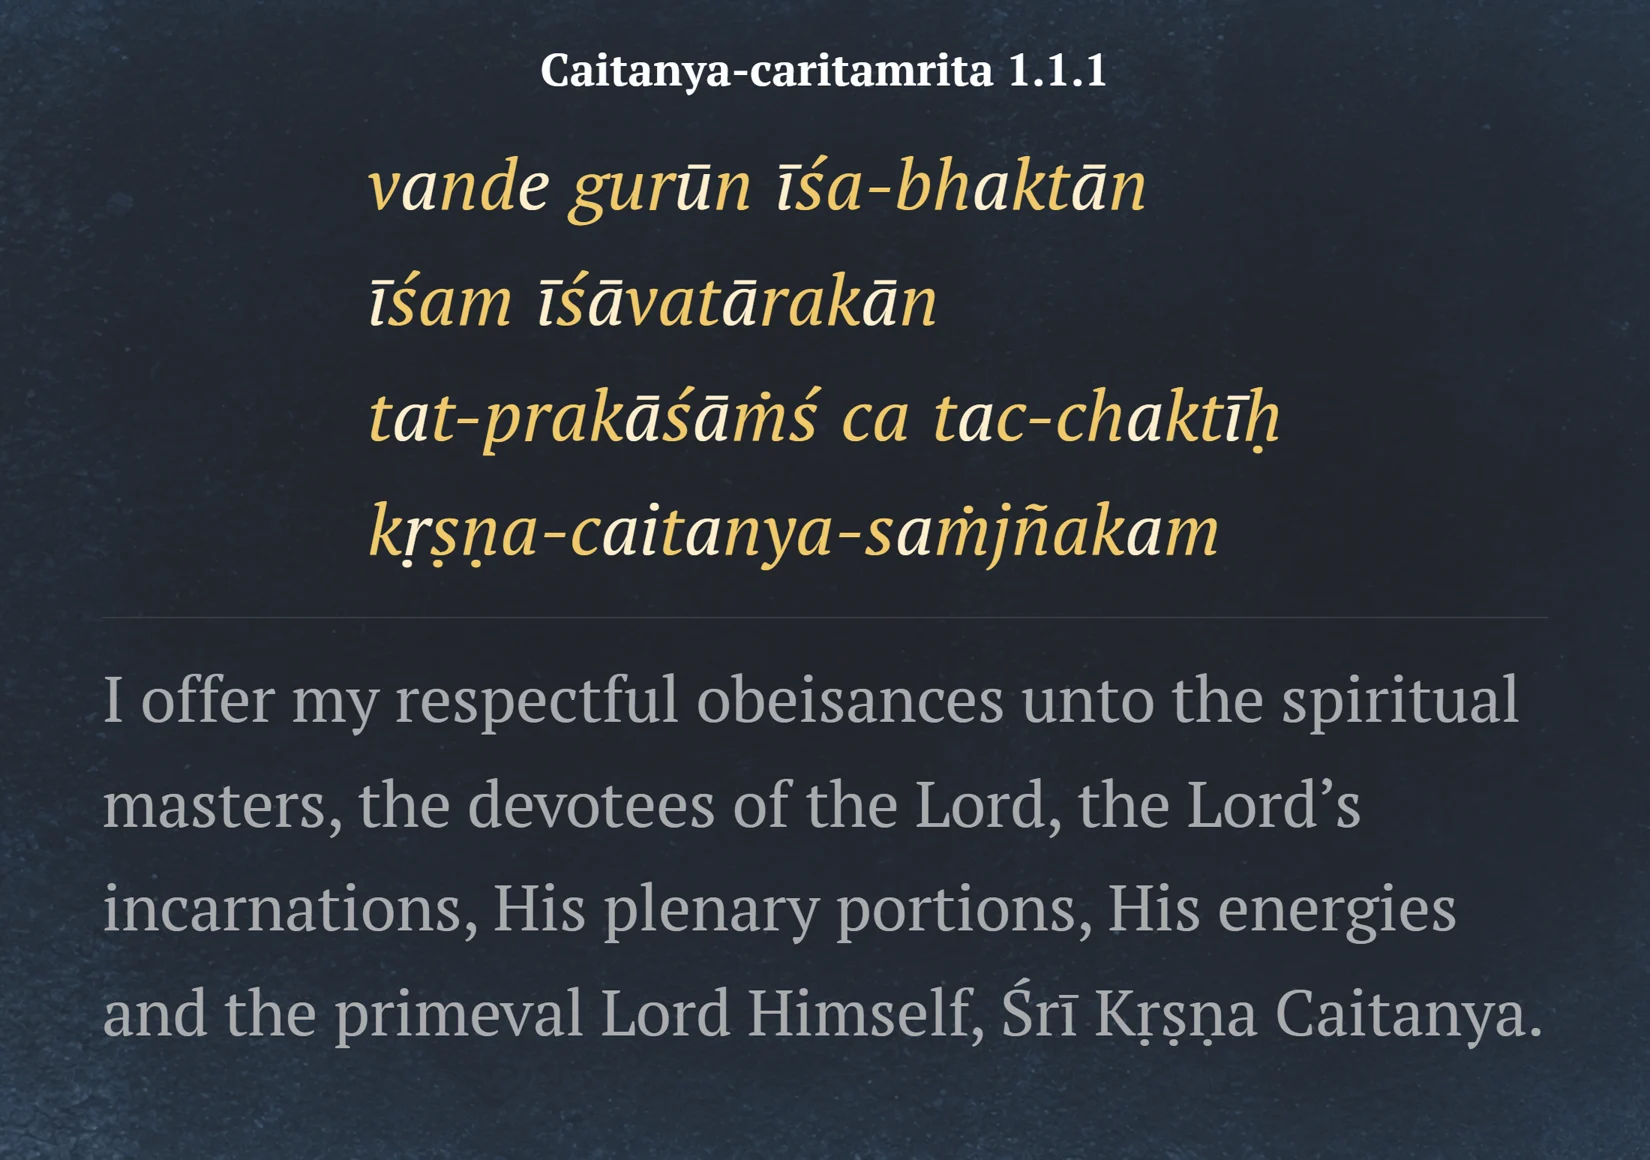 Caitanya-caritamrita 1.1.1
vande gurūn īśa-bhaktān
īśam īśāvatārakān
tat-prakāśāṁś ca tac-chaktīḥ
kṛṣṇa-caitanya-saṁjñakam
I offer my respectful obeisances unto the spiritual
masters, the devotees of the Lord, the Lord’s
incarnations, His plenary portions, His energies
and the primeval Lord Himself, Śrī Kṛṣṇa Caitanya.